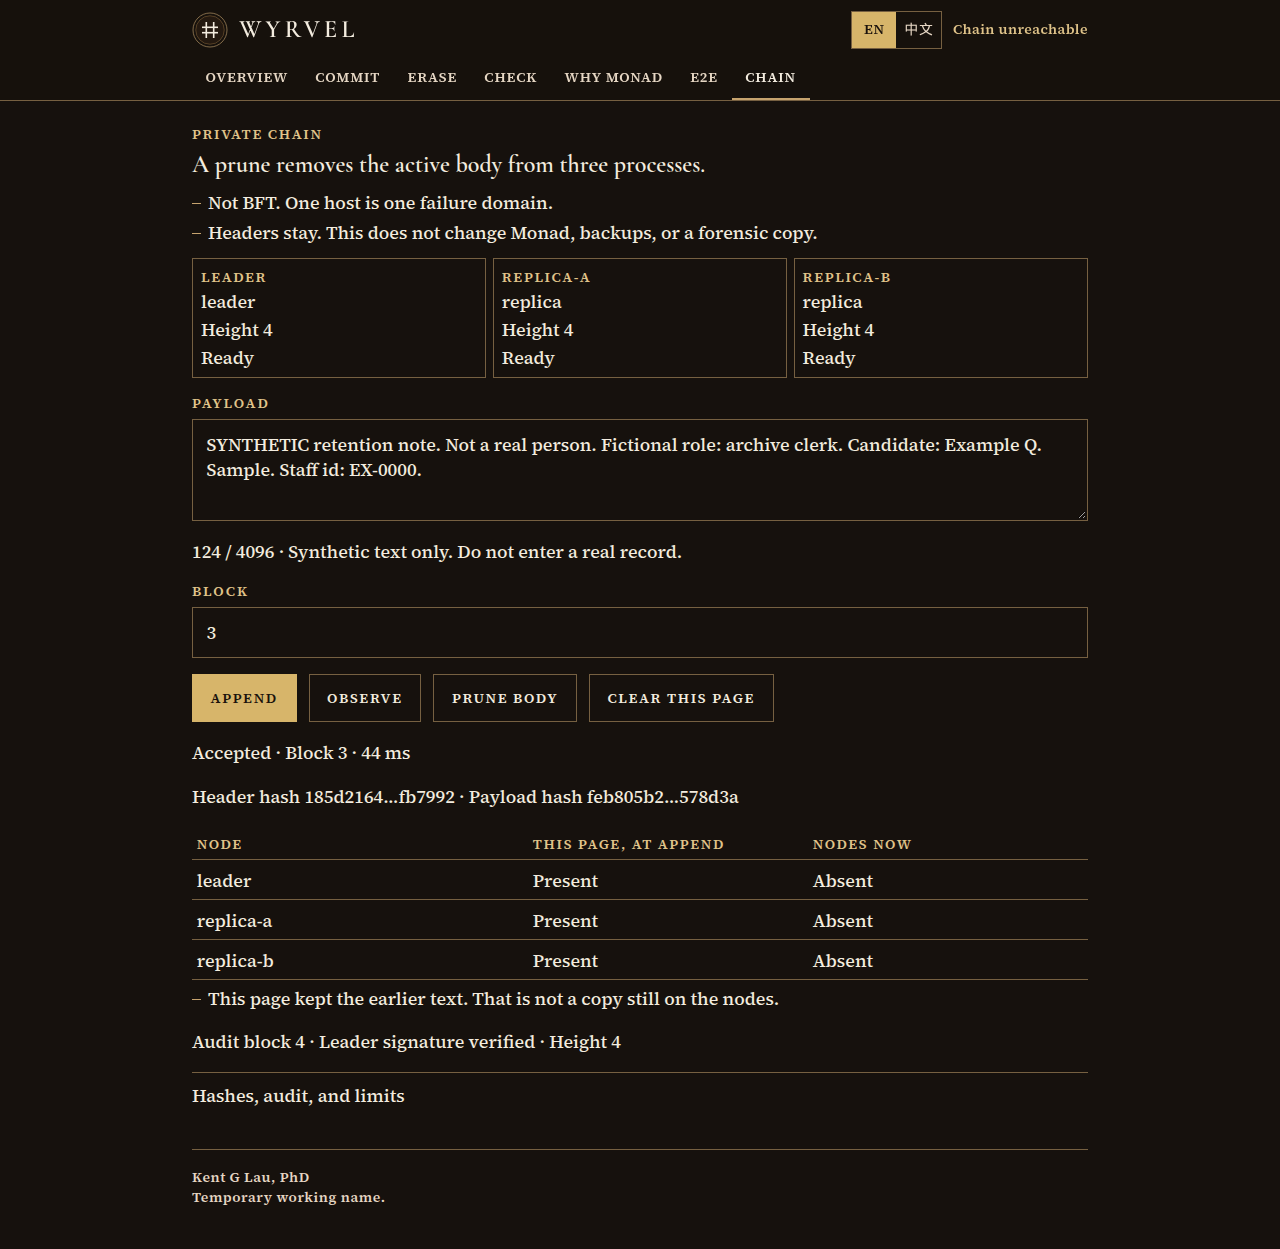 WYRVEL
EN 中文 Chain unreachable
OVERVIEW COMMIT ERASE CHECK WHY MONAD E2E CHAIN
PRIVATE CHAIN
A prune removes the active body from three processes.
– Not BFT. One host is one failure domain.
– Headers stay. This does not change Monad, backups, or a forensic copy.
LEADER
leader
Height 4
Ready
REPLICA-A
replica
Height 4
Ready
REPLICA-B
replica
Height 4
Ready
PAYLOAD
SYNTHETIC retention note. Not a real person. Fictional role: archive clerk. Candidate: Example Q.
Sample. Staff id: EX-0000.
124 / 4096 · Synthetic text only. Do not enter a real record.
BLOCK
3
APPEND OBSERVE PRUNE BODY CLEAR THIS PAGE
Accepted · Block 3 · 44 ms
Header hash 185d2164…fb7992 · Payload hash feb805b2…578d3a
NODE THIS PAGE, AT APPEND NODES NOW
leader Present Absent
replica-a Present Absent
replica-b Present Absent
– This page kept the earlier text. That is not a copy still on the nodes.
Audit block 4 · Leader signature verified · Height 4
Hashes, audit, and limits
Kent G Lau, PhD
Temporary working name.